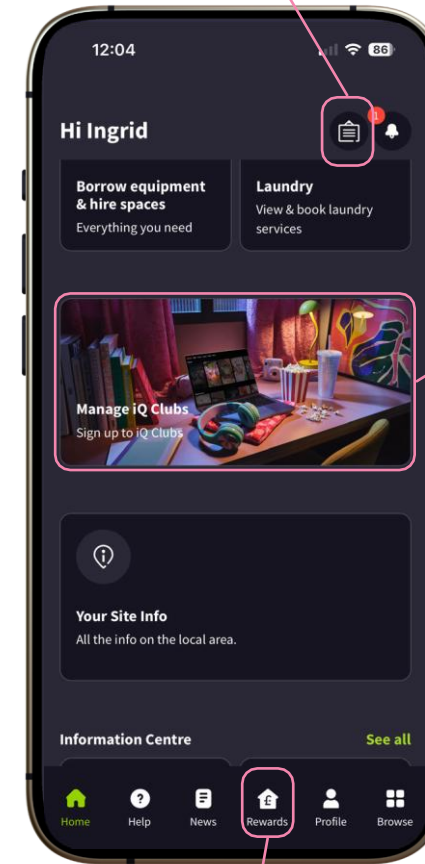 12:04
86
Hi Ingrid
1
Borrow equipment
& hire spaces
Everything you need
Laundry
View & book laundry
services
Manage iQ Clubs
Sign up to iQ Clubs
Your Site Info
All the info on the local area.
Information Centre
See all
Home
Help
News
Rewards
Profile
Browse